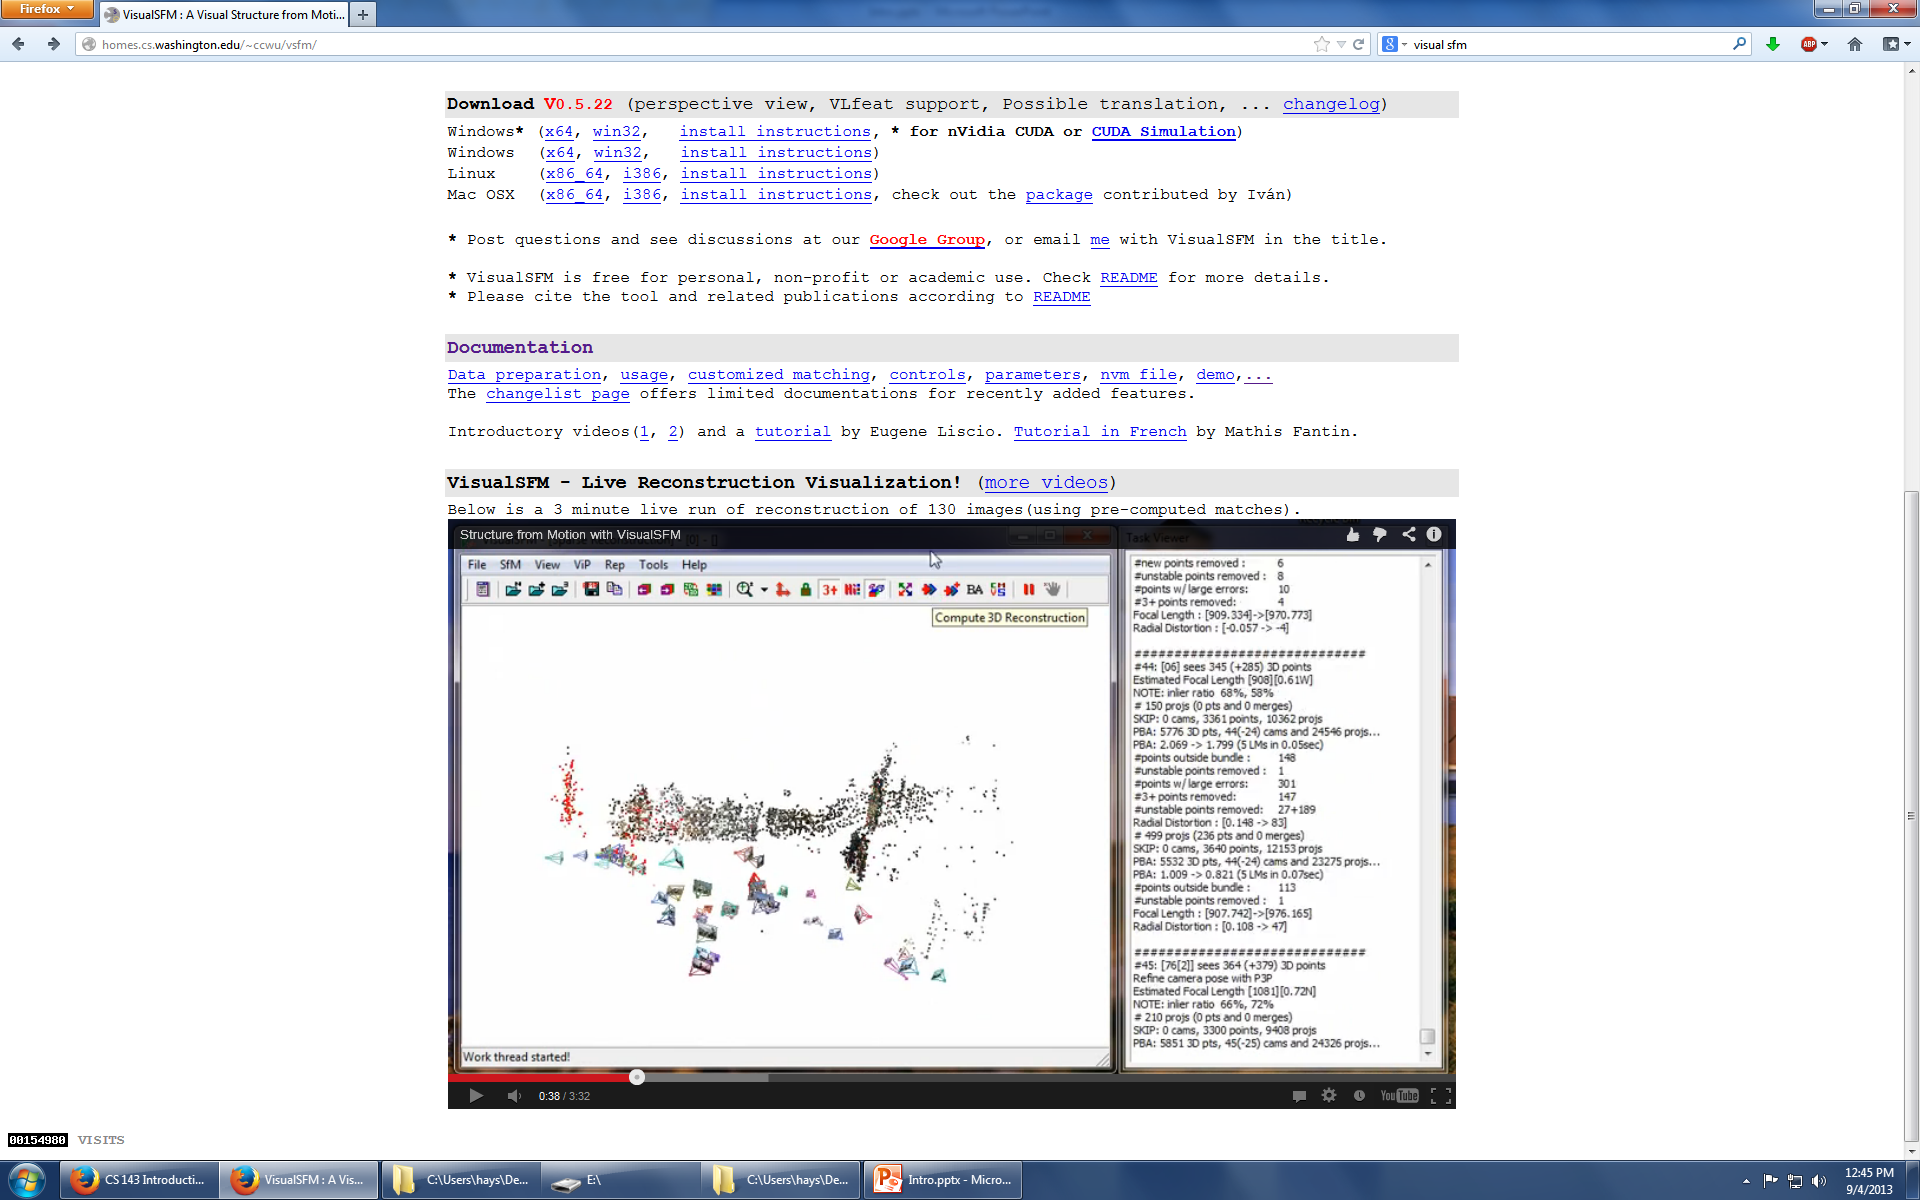 Firefox
VisualSFM : A Visual Structure from Moti...
homes.cs.washington.edu/~ccwu/vsfm/
visual sfm
ABP
Download V0.5.22 (perspective view, VLfeat support, Possible translation, ... changelog)
Windows* (x64, win32, install instructions, * for nVidia CUDA or CUDA Simulation)
Windows (x64, win32, install instructions)
Linux (x86_64, i386, install instructions)
Mac OSX (x86_64, i386, install instructions, check out the package contributed by Iván)
* Post questions and see discussions at our Google Group, or email me with VisualSFM in the title.
* VisualSFM is free for personal, non-profit or academic use. Check README for more details.
* Please cite the tool and related publications according to README
Documentation
Data preparation, usage, customized matching, controls, parameters, nvm file, demo,...
The changelist page offers limited documentations for recently added features.
Introductory videos(1, 2) and a tutorial by Eugene Liscio. Tutorial in French by Mathis Fantin.
VisualSFM - Live Reconstruction Visualization! (more videos)
Below is a 3 minute live run of reconstruction of 130 images(using pre-computed matches).
Structure from Motion with VisualSFM
Task Viewer
File SfM View ViP Rep Tools Help
3+ BA
Compute 3D Reconstruction
#new points removed : 6
#unstable points removed : 8
#points w/ large errors: 10
#3+ points removed: 4
Focal Length : [909.334]->[970.773]
Radial Distortion : [-0.057 -> -4]
#############################
#44: [06] sees 345 (+285) 3D points
Estimated Focal Length [908][0.61W]
NOTE: inlier ratio 68%, 58%
# 150 projs (0 pts and 0 merges)
SKIP: 0 cams, 3361 points, 10362 projs
PBA: 5776 3D pts, 44(-24) cams and 24546 projs...
PBA: 2.069 -> 1.799 (5 LMs in 0.05sec)
#points outside bundle : 148
#unstable points removed : 1
#points w/ large errors: 301
#3+ points removed: 147
#unstable points removed: 27+189
Radial Distortion : [0.148 -> 83]
# 499 projs (236 pts and 0 merges)
SKIP: 0 cams, 3640 points, 12153 projs
PBA: 5532 3D pts, 44(-24) cams and 23275 projs...
PBA: 1.009 -> 0.821 (5 LMs in 0.07sec)
#points outside bundle : 113
#unstable points removed : 1
Focal Length : [907.742]->[976.165]
Radial Distortion : [0.108 -> 47]
#############################
#45: [76[2]] sees 364 (+379) 3D points
Refine camera pose with P3P
Estimated Focal Length [1081][0.72N]
NOTE: inlier ratio 66%, 72%
# 210 projs (0 pts and 0 merges)
SKIP: 0 cams, 3300 points, 9408 projs
PBA: 5851 3D pts, 45(-25) cams and 24326 projs...
Work thread started!
0:38 / 3:32
YouTube
00154980 VISITS
CS 143 Introducti...
VisualSFM : A Vis...
C:\Users\hays\De...
E:\
C:\Users\hays\De...
Intro.pptx - Micro...
12:45 PM
9/4/2013